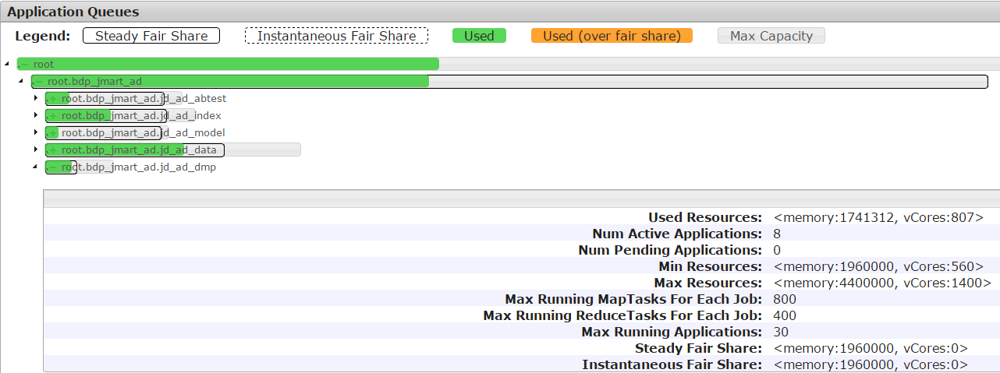 Application Queues
Legend: Steady Fair Share Instantaneous Fair Share Used Used (over fair share) Max Capacity
root
root.bdp_jmart_ad
root.bdp_jmart_ad.jd_ad_abtest
root.bdp_jmart_ad.jd_ad_index
root.bdp_jmart_ad.jd_ad_model
root.bdp_jmart_ad.jd_ad_data
root.bdp_jmart_ad.jd_ad_dmp
Used Resources: <memory:1741312, vCores:807>
Num Active Applications: 8
Num Pending Applications: 0
Min Resources: <memory:1960000, vCores:560>
Max Resources: <memory:4400000, vCores:1400>
Max Running MapTasks For Each Job: 800
Max Running ReduceTasks For Each Job: 400
Max Running Applications: 30
Steady Fair Share: <memory:1960000, vCores:0>
Instantaneous Fair Share: <memory:1960000, vCores:0>